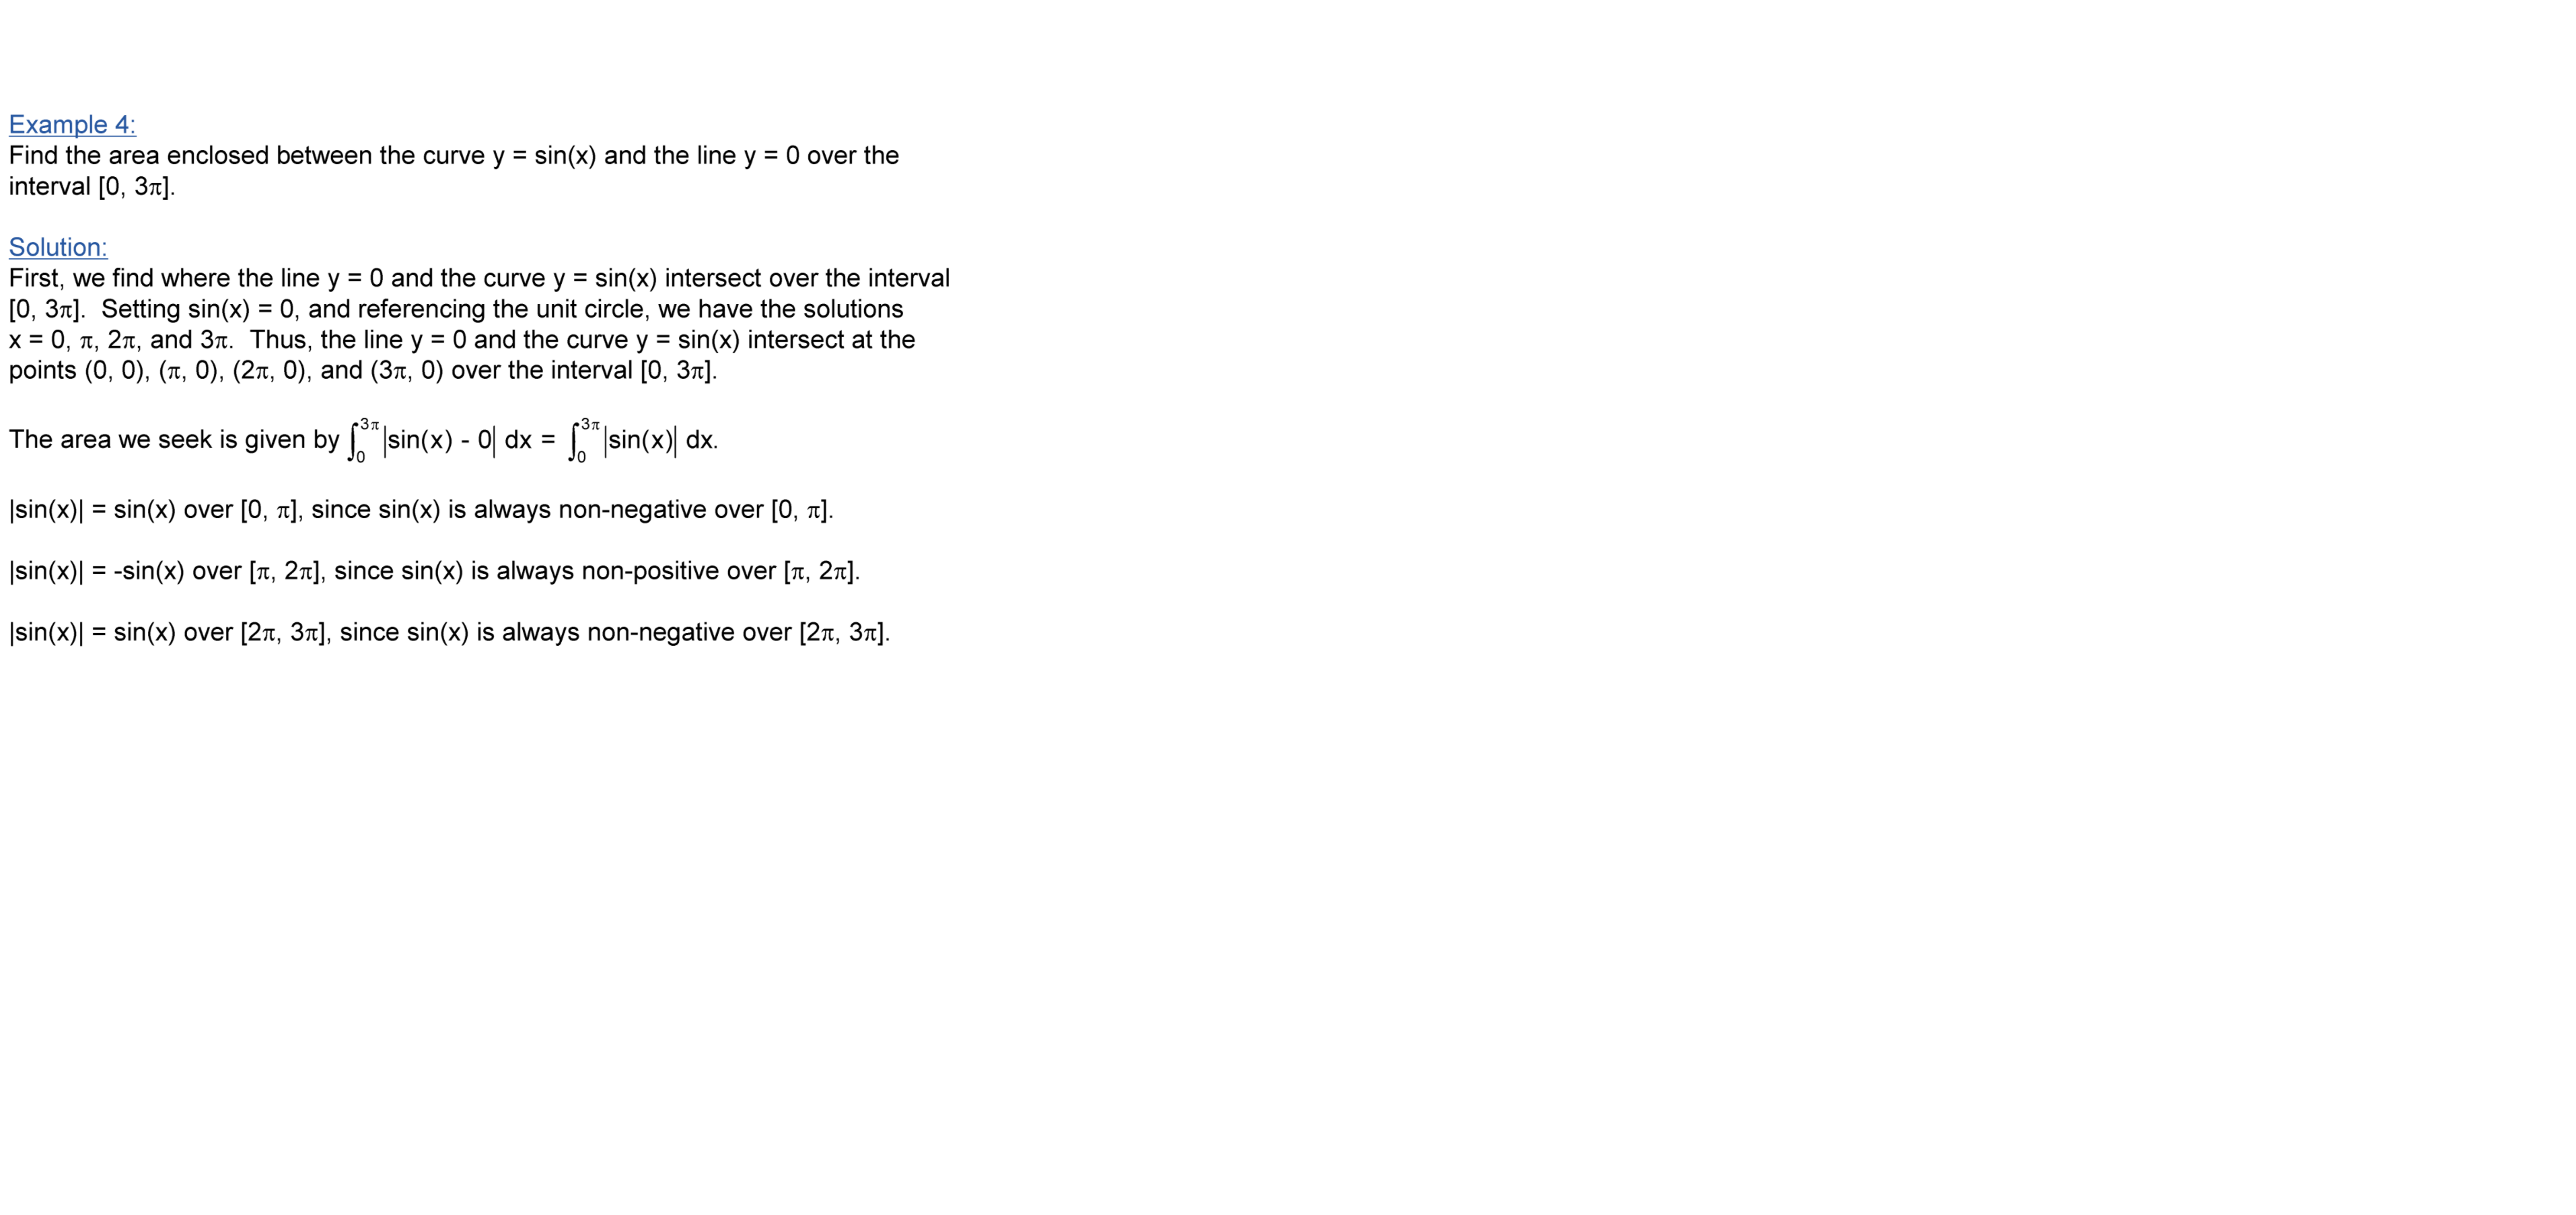 Example 4:
Find the area enclosed between the curve y = sin(x) and the line y = 0 over the
interval [0, 3π].
Solution:
First, we find where the line y = 0 and the curve y = sin(x) intersect over the interval
[0, 3π].  Setting sin(x) = 0, and referencing the unit circle, we have the solutions
x = 0, π, 2π, and 3π.  Thus, the line y = 0 and the curve y = sin(x) intersect at the
points (0, 0), (π, 0), (2π, 0), and (3π, 0) over the interval [0, 3π].
The area we seek is given by ∫₀^3π |sin(x) - 0| dx = ∫₀^3π |sin(x)| dx.
|sin(x)| = sin(x) over [0, π], since sin(x) is always non-negative over [0, π].
|sin(x)| = -sin(x) over [π, 2π], since sin(x) is always non-positive over [π, 2π].
|sin(x)| = sin(x) over [2π, 3π], since sin(x) is always non-negative over [2π, 3π].